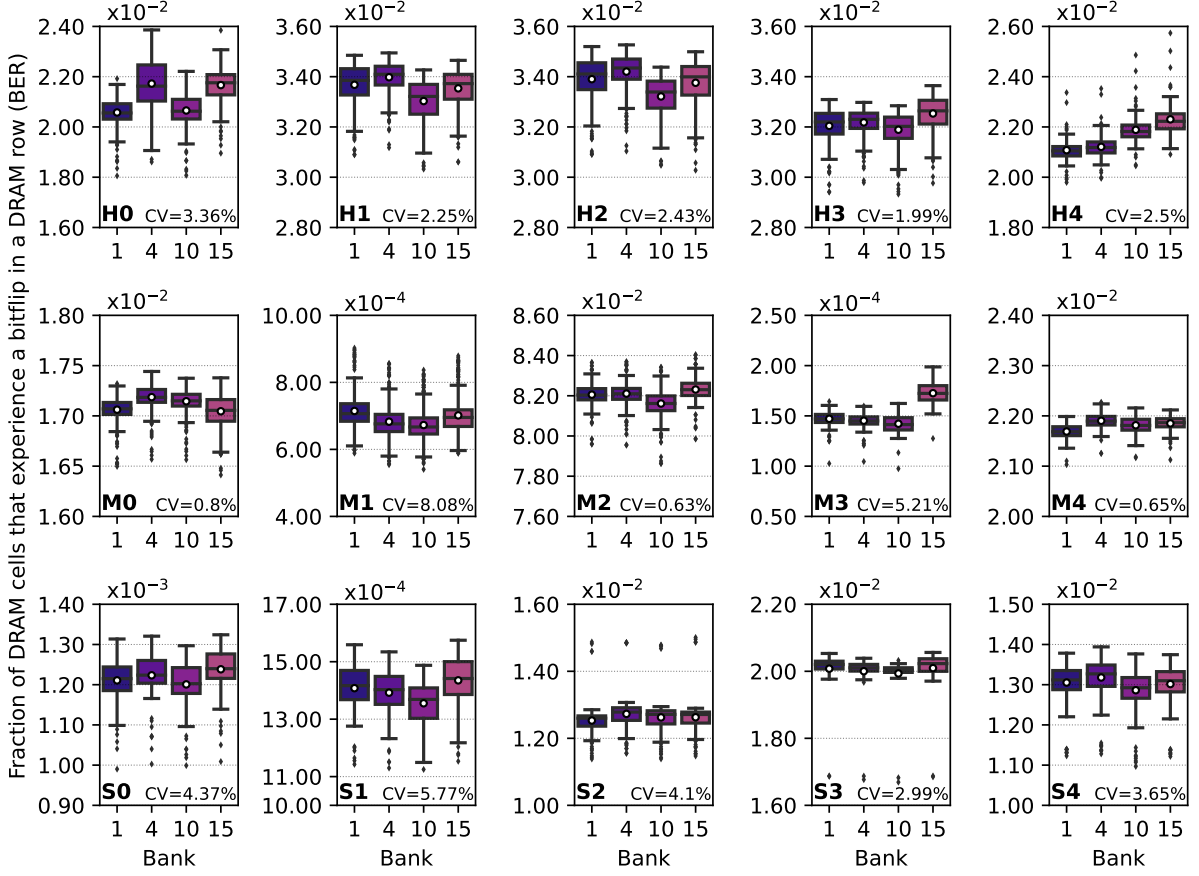 Fraction of DRAM cells that experience a bitflip in a DRAM row (BER)
x10−2 x10−2 x10−2 x10−2 x10−2
2.40 3.60 3.60 3.60 2.60
2.20 3.40 3.40 3.40 2.40
2.00 3.20 3.20 3.20 2.20
1.80 3.00 3.00 3.00 2.00
1.60 2.80 2.80 2.80 1.80
H0 CV=3.36% H1 CV=2.25% H2 CV=2.43% H3 CV=1.99% H4 CV=2.5%
1 4 10 15 1 4 10 15 1 4 10 15 1 4 10 15 1 4 10 15
x10−2 x10−4 x10−2 x10−4 x10−2
1.80 10.00 8.60 2.50 2.40
1.75 8.00 8.40 2.00 2.30
1.70 6.00 8.20 1.50 2.20
1.65 4.00 8.00 1.00 2.10
1.60 7.80 0.50 2.00
7.60
M0 CV=0.8% M1 CV=8.08% M2 CV=0.63% M3 CV=5.21% M4 CV=0.65%
1 4 10 15 1 4 10 15 1 4 10 15 1 4 10 15 1 4 10 15
x10−3 x10−4 x10−2 x10−2 x10−2
1.40 17.00 1.60 2.20 1.50
1.30 15.00 1.40 2.00 1.40
1.20 13.00 1.20 1.80 1.30
1.10 11.00 1.00 1.60 1.20
1.00 10.00 1.10
0.90 1.00
S0 CV=4.37% S1 CV=5.77% S2 CV=4.1% S3 CV=2.99% S4 CV=3.65%
1 4 10 15 1 4 10 15 1 4 10 15 1 4 10 15 1 4 10 15
Bank Bank Bank Bank Bank